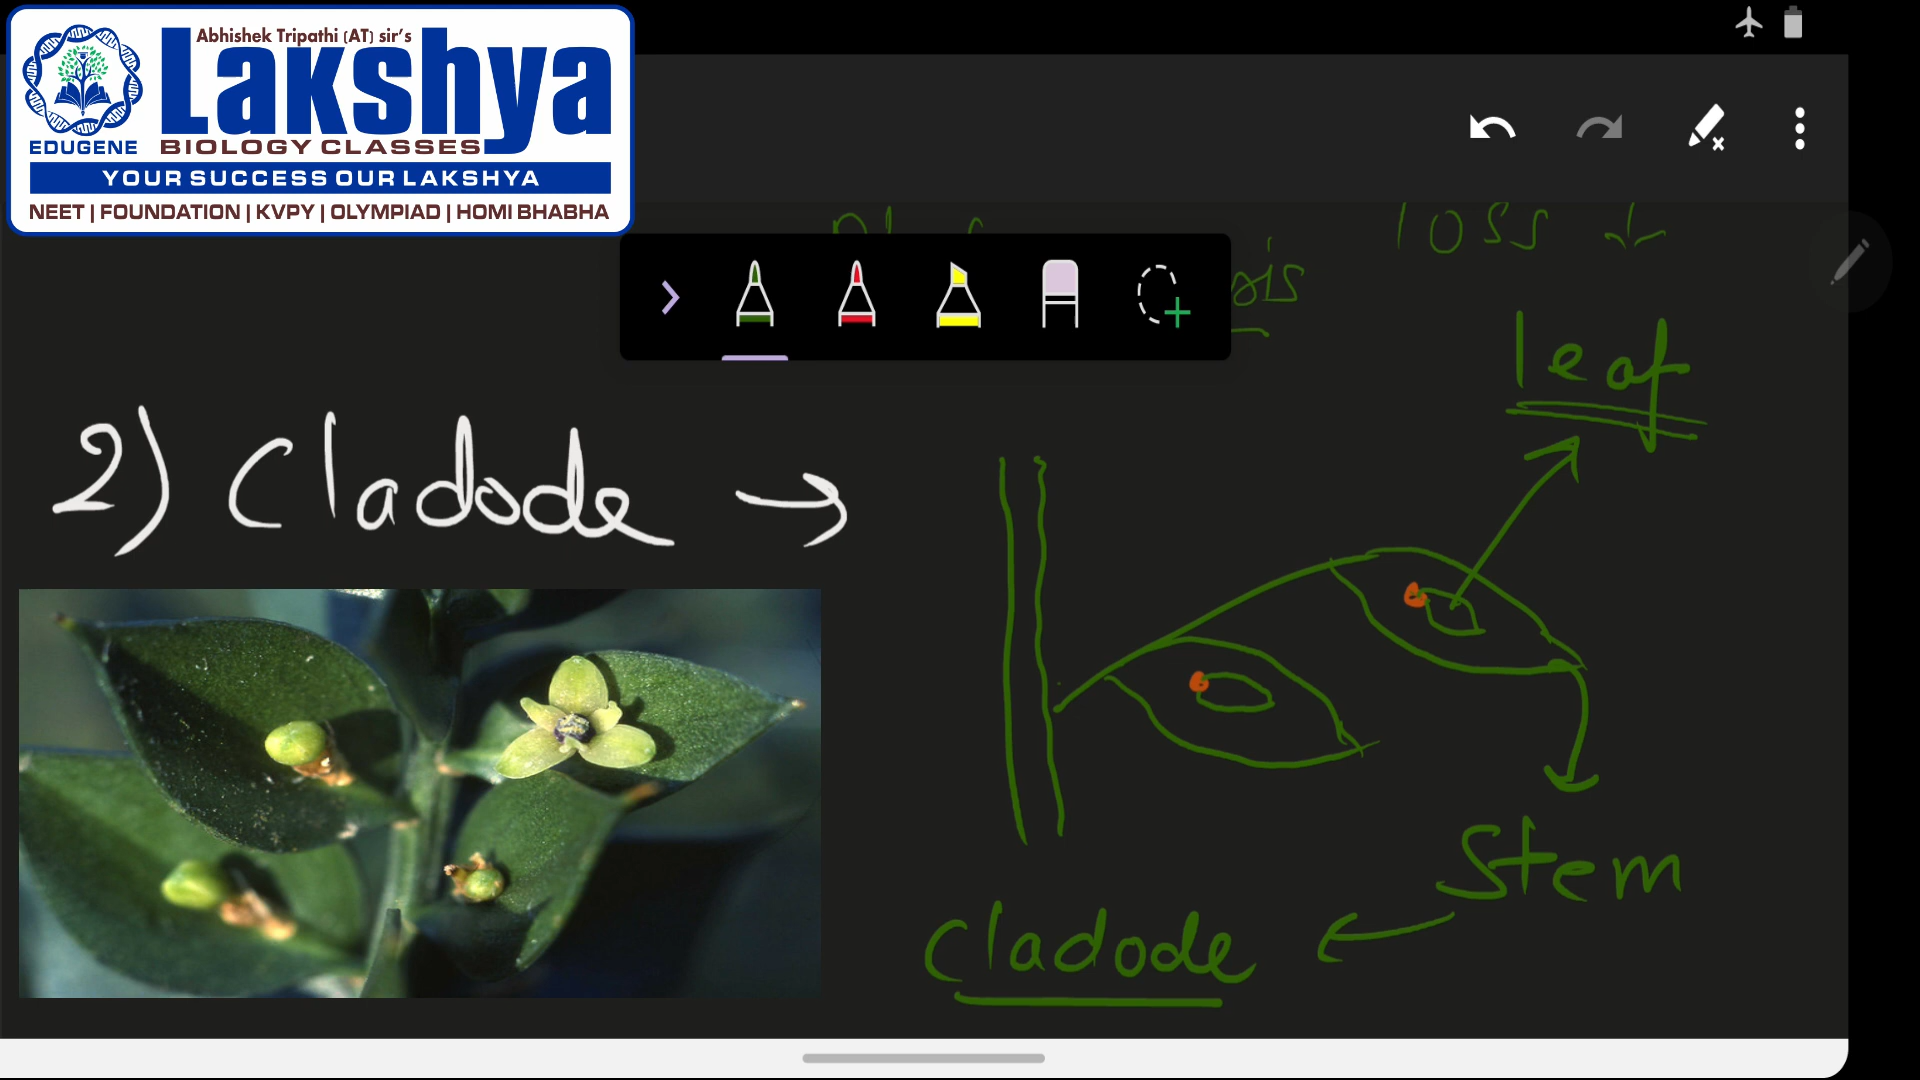 Abhishek Tripathi (AT) sir's
Lakshya
EDUGENE
BIOLOGY CLASSES
YOUR SUCCESS OUR LAKSHYA
NEET | FOUNDATION | KVPY | OLYMPIAD | HOMI BHABHA
loss ↓
leaf
2) Cladode →
Stem
Cladode ←